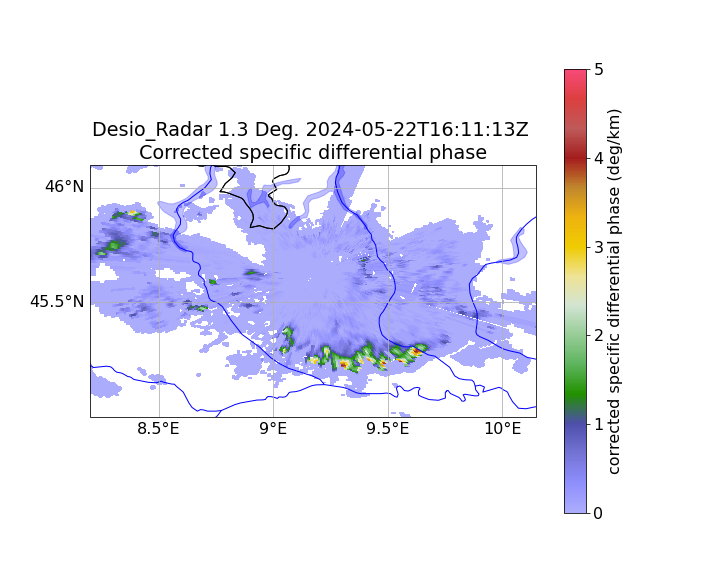 Desio_Radar 1.3 Deg. 2024-05-22T16:11:13Z
Corrected specific differential phase
46°N
45.5°N
8.5°E
9°E
9.5°E
10°E
5
4
3
2
1
0
corrected specific differential phase (deg/km)